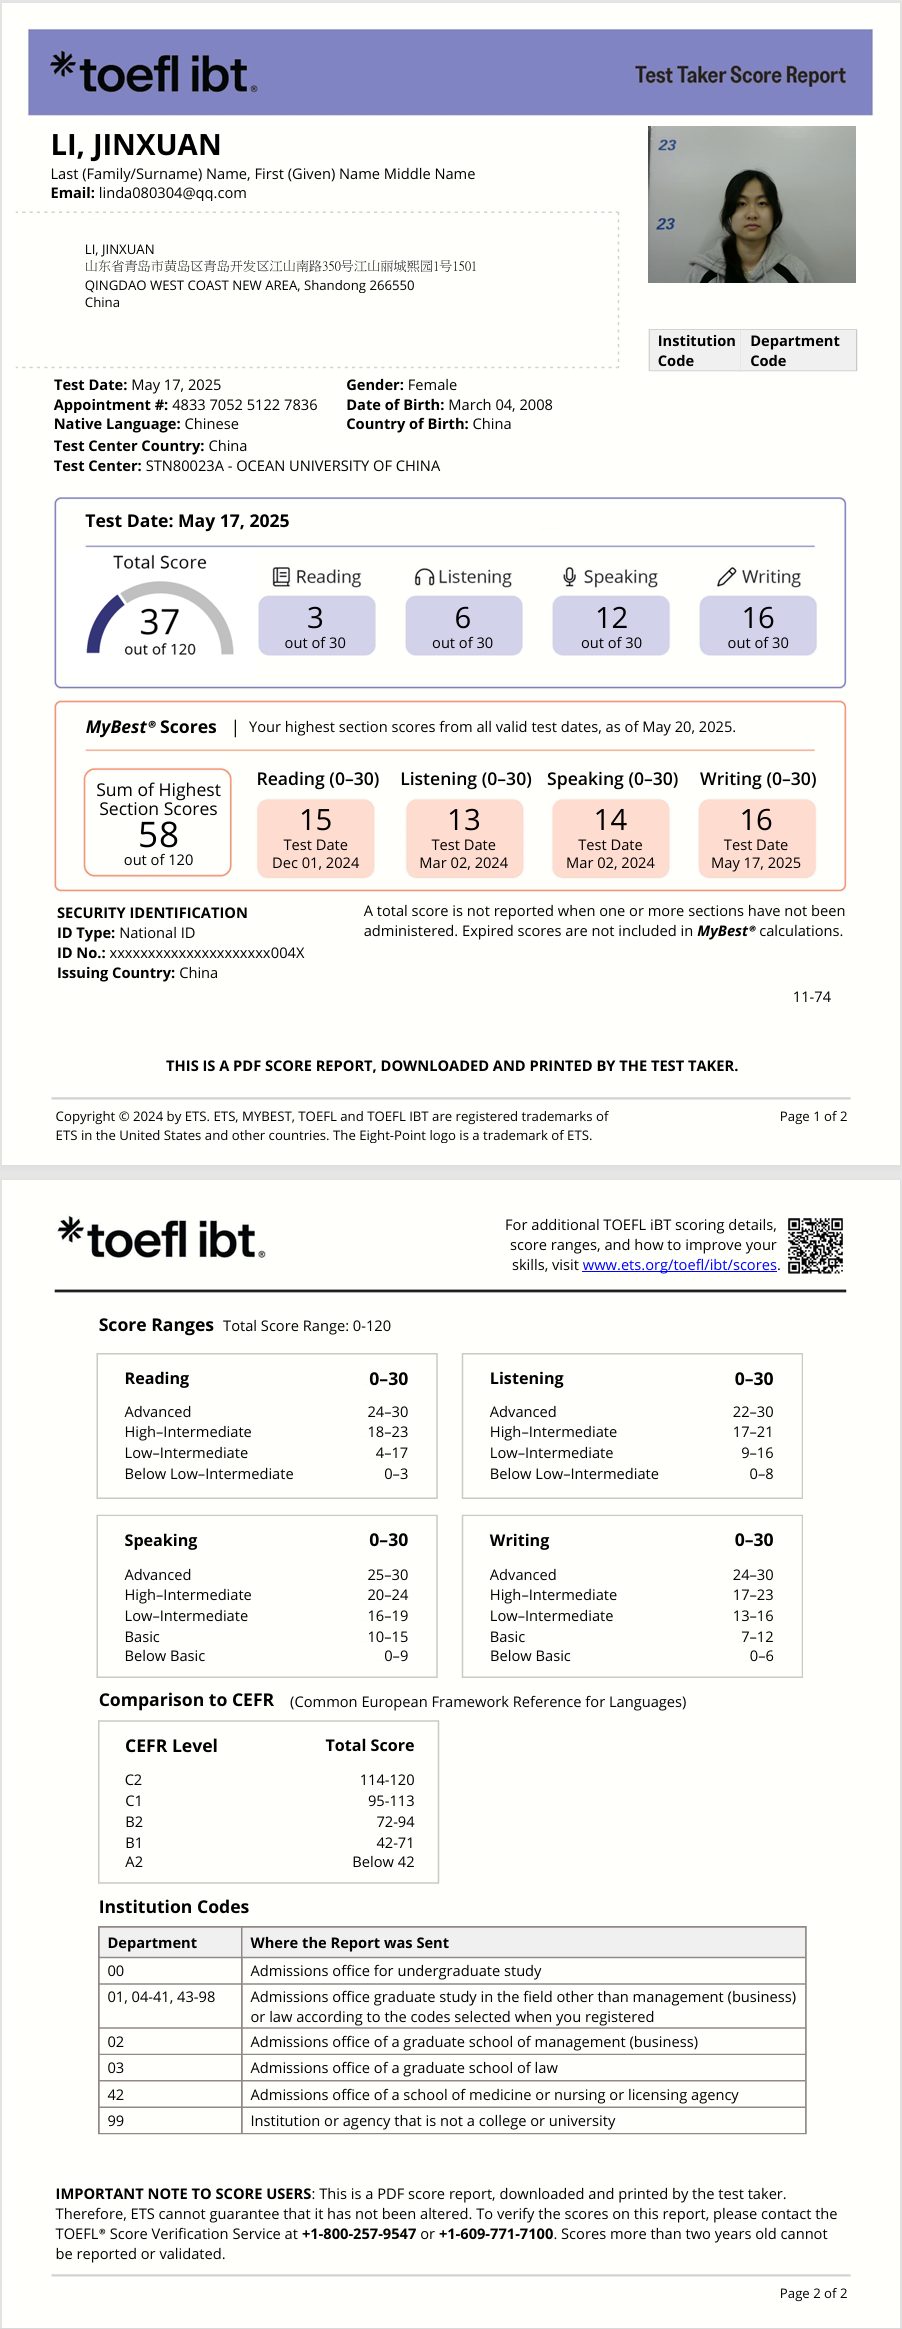 toefl ibt®
Test Taker Score Report
LI, JINXUAN
Last (Family/Surname) Name, First (Given) Name Middle Name
Email: linda080304@qq.com
23
23
LI, JINXUAN
山东省青岛市黄岛区青岛开发区江山南路350号江山丽城熙园1号1501
QINGDAO WEST COAST NEW AREA, Shandong 266550
China
Institution Code
Department Code
Test Date: May 17, 2025
Gender: Female
Appointment #: 4833 7052 5122 7836
Date of Birth: March 04, 2008
Native Language: Chinese
Country of Birth: China
Test Center Country: China
Test Center: STN80023A - OCEAN UNIVERSITY OF CHINA
Test Date: May 17, 2025
Total Score
37
out of 120
Reading
3
out of 30
Listening
6
out of 30
Speaking
12
out of 30
Writing
16
out of 30
MyBest® Scores | Your highest section scores from all valid test dates, as of May 20, 2025.
Sum of Highest
Section Scores
58
out of 120
Reading (0–30)
15
Test Date
Dec 01, 2024
Listening (0–30)
13
Test Date
Mar 02, 2024
Speaking (0–30)
14
Test Date
Mar 02, 2024
Writing (0–30)
16
Test Date
May 17, 2025
SECURITY IDENTIFICATION
ID Type: National ID
ID No.: xxxxxxxxxxxxxxxxxxxxx004X
Issuing Country: China
A total score is not reported when one or more sections have not been
administered. Expired scores are not included in MyBest® calculations.
11-74
THIS IS A PDF SCORE REPORT, DOWNLOADED AND PRINTED BY THE TEST TAKER.
Copyright © 2024 by ETS. ETS, MYBEST, TOEFL and TOEFL IBT are registered trademarks of
ETS in the United States and other countries. The Eight-Point logo is a trademark of ETS.
Page 1 of 2
toefl ibt®
For additional TOEFL iBT scoring details,
score ranges, and how to improve your
skills, visit www.ets.org/toefl/ibt/scores.
Score Ranges Total Score Range: 0-120
Reading 0–30
Advanced 24–30
High–Intermediate 18–23
Low–Intermediate 4–17
Below Low–Intermediate 0–3
Listening 0–30
Advanced 22–30
High–Intermediate 17–21
Low–Intermediate 9–16
Below Low–Intermediate 0–8
Speaking 0–30
Advanced 25–30
High–Intermediate 20–24
Low–Intermediate 16–19
Basic 10–15
Below Basic 0–9
Writing 0–30
Advanced 24–30
High–Intermediate 17–23
Low–Intermediate 13–16
Basic 7–12
Below Basic 0–6
Comparison to CEFR (Common European Framework Reference for Languages)
CEFR Level Total Score
C2 114-120
C1 95-113
B2 72-94
B1 42-71
A2 Below 42
Institution Codes
Department Where the Report was Sent
00 Admissions office for undergraduate study
01, 04-41, 43-98 Admissions office graduate study in the field other than management (business)
or law according to the codes selected when you registered
02 Admissions office of a graduate school of management (business)
03 Admissions office of a graduate school of law
42 Admissions office of a school of medicine or nursing or licensing agency
99 Institution or agency that is not a college or university
IMPORTANT NOTE TO SCORE USERS: This is a PDF score report, downloaded and printed by the test taker.
Therefore, ETS cannot guarantee that it has not been altered. To verify the scores on this report, please contact the
TOEFL® Score Verification Service at +1-800-257-9547 or +1-609-771-7100. Scores more than two years old cannot
be reported or validated.
Page 2 of 2